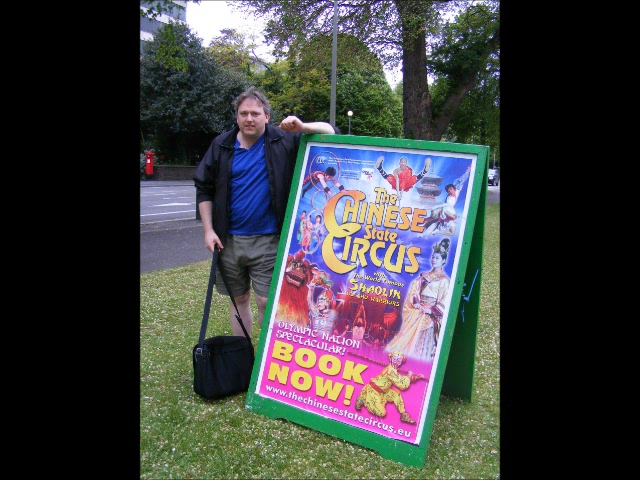 The
CHINESE
State
CIRCUS
SHAOLIN
OLYMPIC NATION
SPECTACULAR!
BOOK
NOW!
www.thechinesestatecircus.eu